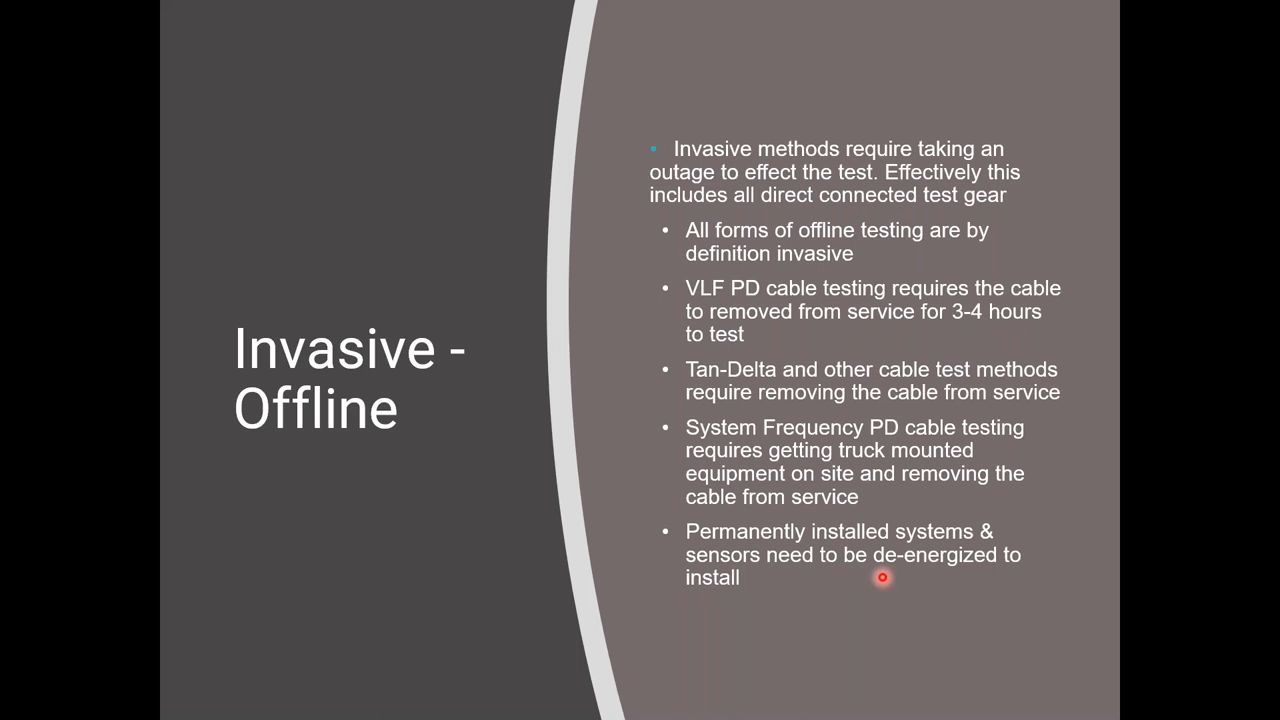 Invasive -
Offline
• Invasive methods require taking an
outage to effect the test. Effectively this
includes all direct connected test gear
• All forms of offline testing are by
definition invasive
• VLF PD cable testing requires the cable
to removed from service for 3-4 hours
to test
• Tan-Delta and other cable test methods
require removing the cable from service
• System Frequency PD cable testing
requires getting truck mounted
equipment on site and removing the
cable from service
• Permanently installed systems &
sensors need to be de-energized to
install